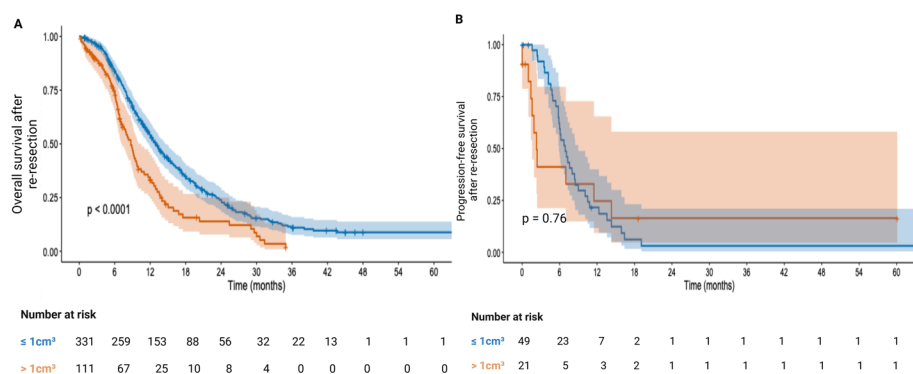 A
Overall survival after
re-resection
1.00
0.75
0.50
0.25
0.00
p < 0.0001
0 6 12 18 24 30 36 42 48 54 60
Time (months)
Number at risk
≤ 1cm³ 331 259 153 88 56 32 22 13 1 1 1
> 1cm³ 111 67 25 10 8 4 0 0 0 0 0
B
Progression-free survival
after re-resection
1.00
0.75
0.50
0.25
0.00
p = 0.76
0 6 12 18 24 30 36 42 48 54 60
Time (months)
Number at risk
≤ 1cm³ 49 23 7 2 1 1 1 1 1 1 1
> 1cm³ 21 5 3 2 1 1 1 1 1 1 1